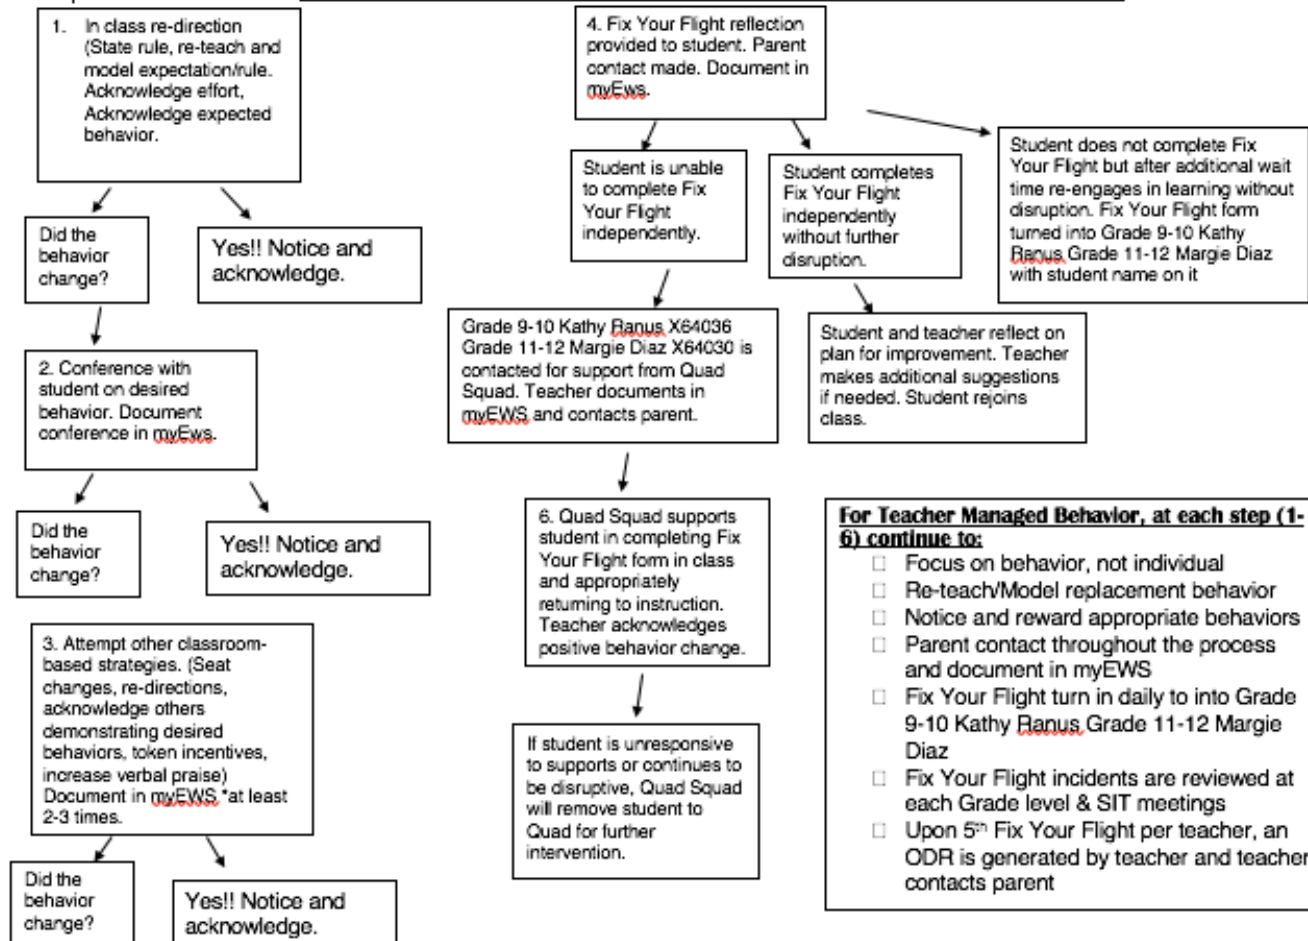 1. In class re-direction
(State rule, re-teach and
model expectation/rule.
Acknowledge effort,
Acknowledge expected
behavior.
Did the
behavior
change?
Yes!! Notice and
acknowledge.
2. Conference with
student on desired
behavior. Document
conference in myEws.
Did the
behavior
change?
Yes!! Notice and
acknowledge.
3. Attempt other classroom-
based strategies. (Seat
changes, re-directions,
acknowledge others
demonstrating desired
behaviors, token incentives,
increase verbal praise)
Document in myEWS *at least
2-3 times.
Did the
behavior
change?
Yes!! Notice and
acknowledge.
4. Fix Your Flight reflection
provided to student. Parent
contact made. Document in
myEws.
Student is unable
to complete Fix
Your Flight
independently.
Student completes
Fix Your Flight
independently
without further
disruption.
Student does not complete Fix
Your Flight but after additional wait
time re-engages in learning without
disruption. Fix Your Flight form
turned into Grade 9-10 Kathy
Ranus Grade 11-12 Margie Diaz
with student name on it
Grade 9-10 Kathy Ranus X64036
Grade 11-12 Margie Diaz X64030 is
contacted for support from Quad
Squad. Teacher documents in
myEWS and contacts parent.
Student and teacher reflect on
plan for improvement. Teacher
makes additional suggestions
if needed. Student rejoins
class.
6. Quad Squad supports
student in completing Fix
Your Flight form in class
and appropriately
returning to instruction.
Teacher acknowledges
positive behavior change.
If student is unresponsive
to supports or continues to
be disruptive, Quad Squad
will remove student to
Quad for further
intervention.
For Teacher Managed Behavior, at each step (1-
6) continue to:
Focus on behavior, not individual
Re-teach/Model replacement behavior
Notice and reward appropriate behaviors
Parent contact throughout the process
and document in myEWS
Fix Your Flight turn in daily to into Grade
9-10 Kathy Ranus Grade 11-12 Margie
Diaz
Fix Your Flight incidents are reviewed at
each Grade level & SIT meetings
Upon 5th Fix Your Flight per teacher, an
ODR is generated by teacher and teacher
contacts parent